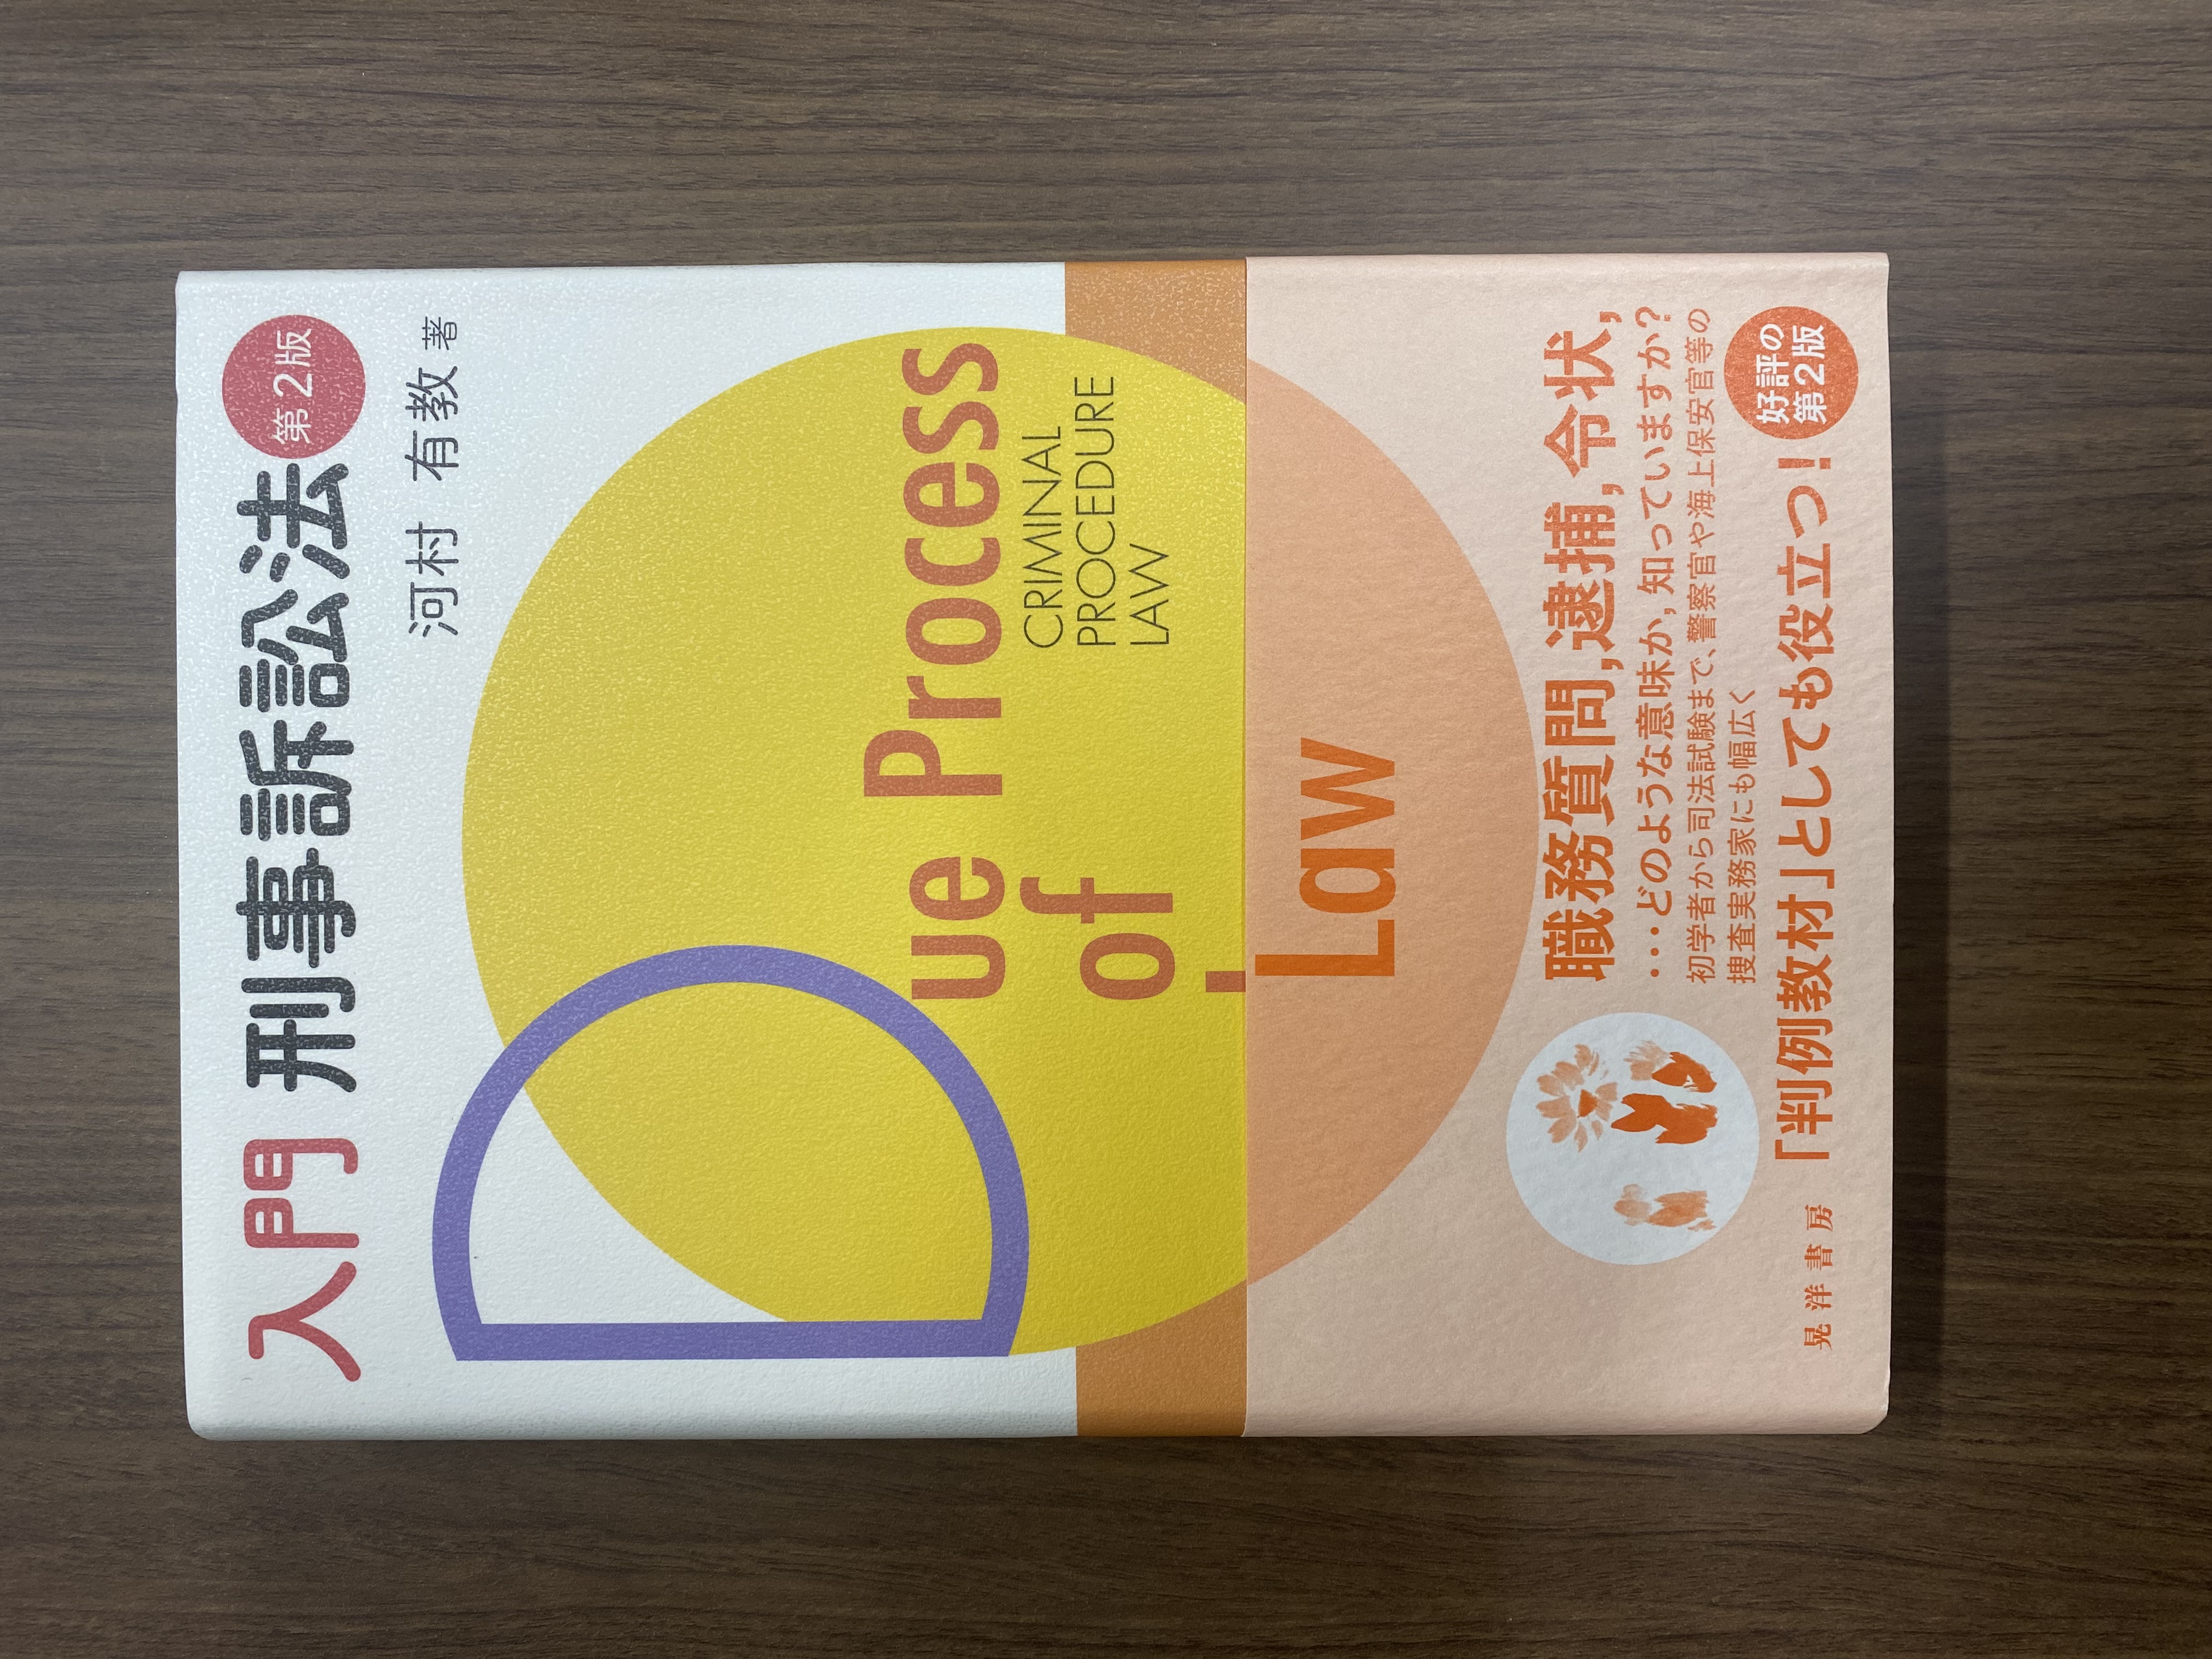 入門 刑事訴訟法 第2版
河村 有教 著
Due Process
of
Law
CRIMINAL
PROCEDURE
LAW
職務質問,逮捕,令状,
・・・どのような意味か,知っていますか?
初学者から司法試験まで、警察官や海上保安官等の
捜査実務家にも幅広く
「判例教材」としても役立つ!
好評の
第2版
晃洋書房